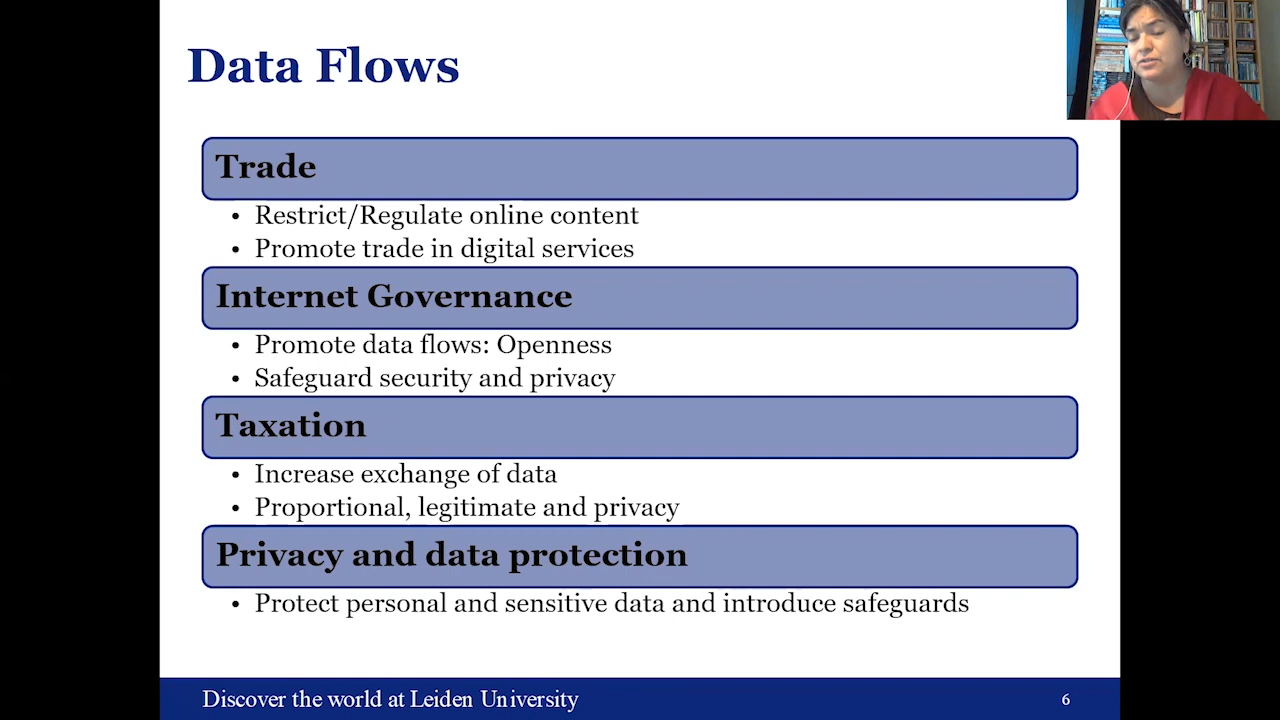 Data Flows
Trade
• Restrict/Regulate online content
• Promote trade in digital services
Internet Governance
• Promote data flows: Openness
• Safeguard security and privacy
Taxation
• Increase exchange of data
• Proportional, legitimate and privacy
Privacy and data protection
• Protect personal and sensitive data and introduce safeguards
Discover the world at Leiden University
6